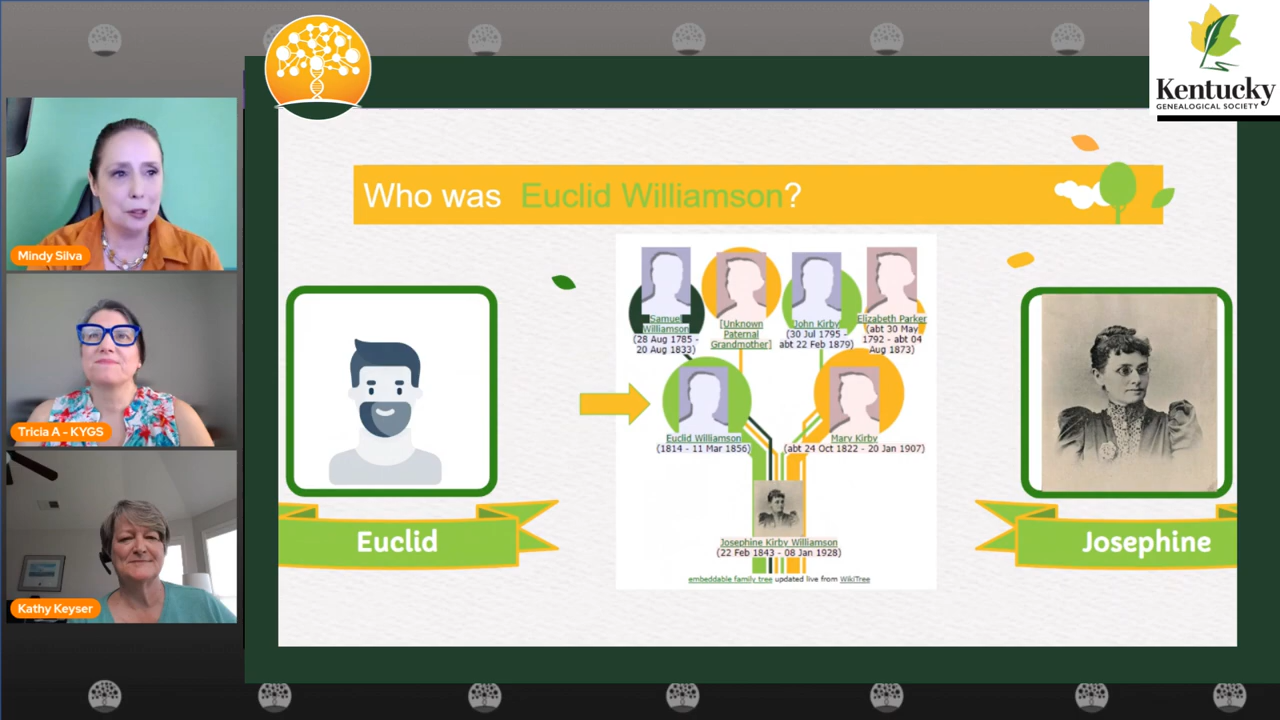 Kentucky
GENEALOGICAL SOCIETY
Who was Euclid Williamson?
Mindy Silva
Tricia A - KYGS
Kathy Keyser
Samuel
Williamson
(28 Aug 1785 -
20 Aug 1833)
[Unknown
Paternal
Grandmother]
John Kirby
(30 Jul 1795 -
abt 22 Feb 1879)
Elizabeth Parker
(abt 30 May
1792 - abt 04
Aug 1873)
Euclid Williamson
(1814 - 11 Mar 1856)
Mary Kirby
(abt 24 Oct 1822 - 20 Jan 1907)
Josephine Kirby Williamson
(22 Feb 1843 - 08 Jan 1928)
embeddable family tree updated live from WikiTree
Euclid
Josephine